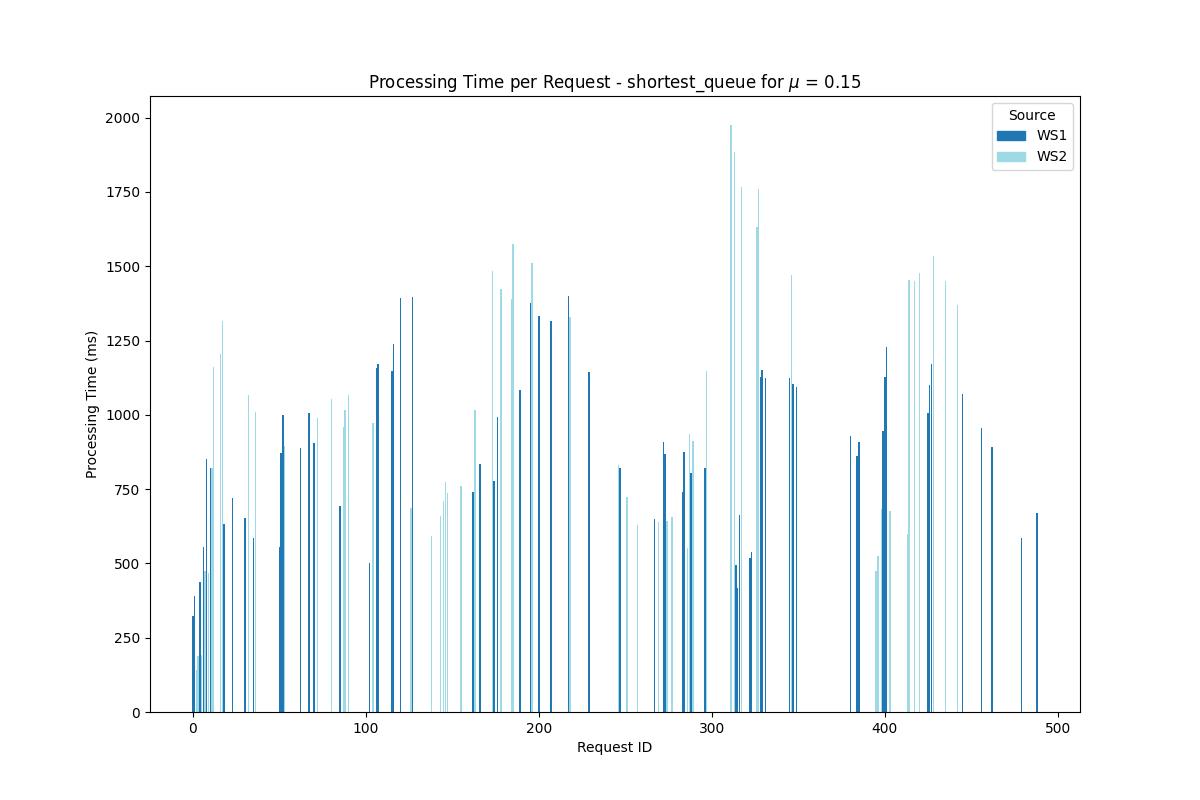 Processing Time per Request - shortest_queue for μ = 0.15
Source
WS1
WS2
Processing Time (ms)
2000
1750
1500
1250
1000
750
500
250
0
0 100 200 300 400 500
Request ID